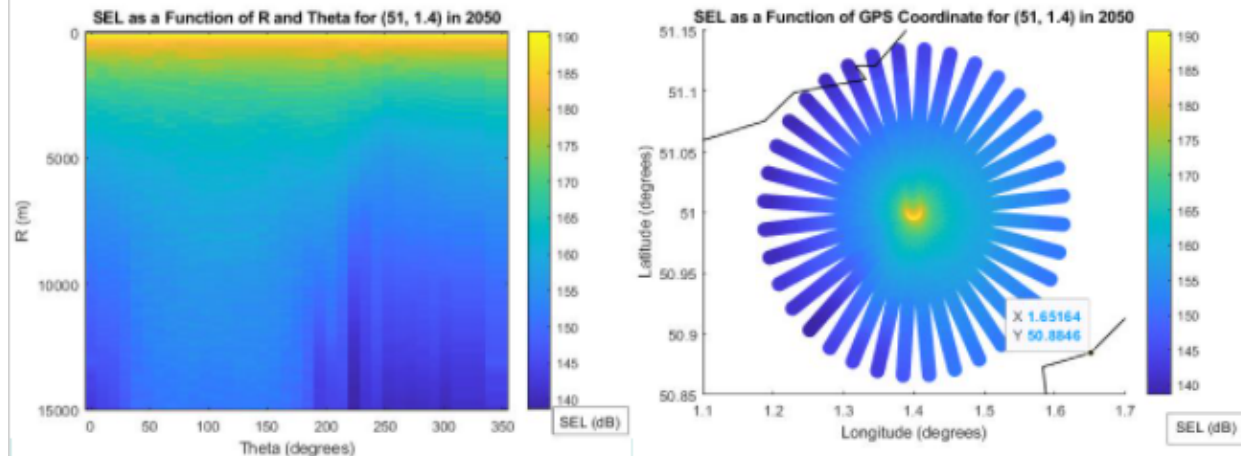 SEL as a Function of R and Theta for (51, 1.4) in 2050
0
5000
10000
15000
R (m)
0 50 100 150 200 250 300 350
Theta (degrees)
190
185
180
175
170
165
160
155
150
145
140
SEL (dB)
SEL as a Function of GPS Coordinate for (51, 1.4) in 2050
51.15
51.1
51.05
51
50.95
50.9
50.85
Latitude (degrees)
X 1.65164
Y 50.8846
1.1 1.2 1.3 1.4 1.5 1.6 1.7
Longitude (degrees)
190
185
180
175
170
165
160
155
150
145
140
SEL (dB)